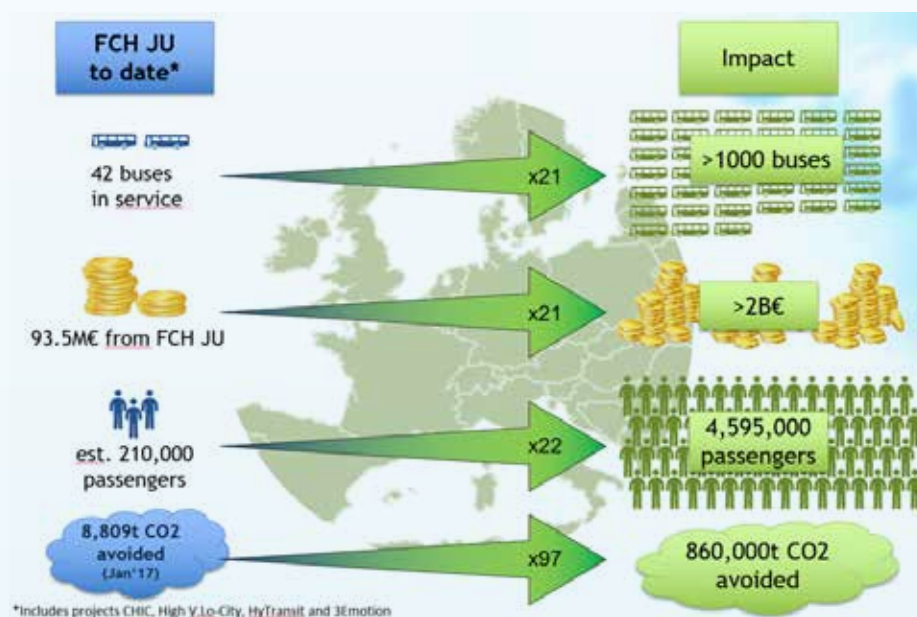 FCH JU
to date*
Impact
42 buses
in service
x21
>1000 buses
93.5M€ from FCH JU
x21
>2B€
est. 210,000
passengers
x22
4,595,000
passengers
8,809t CO2
avoided
(Jan'17)
x97
860,000t CO2
avoided
*Includes projects CHIC, High V.Lo-City, HyTransit and 3Emotion